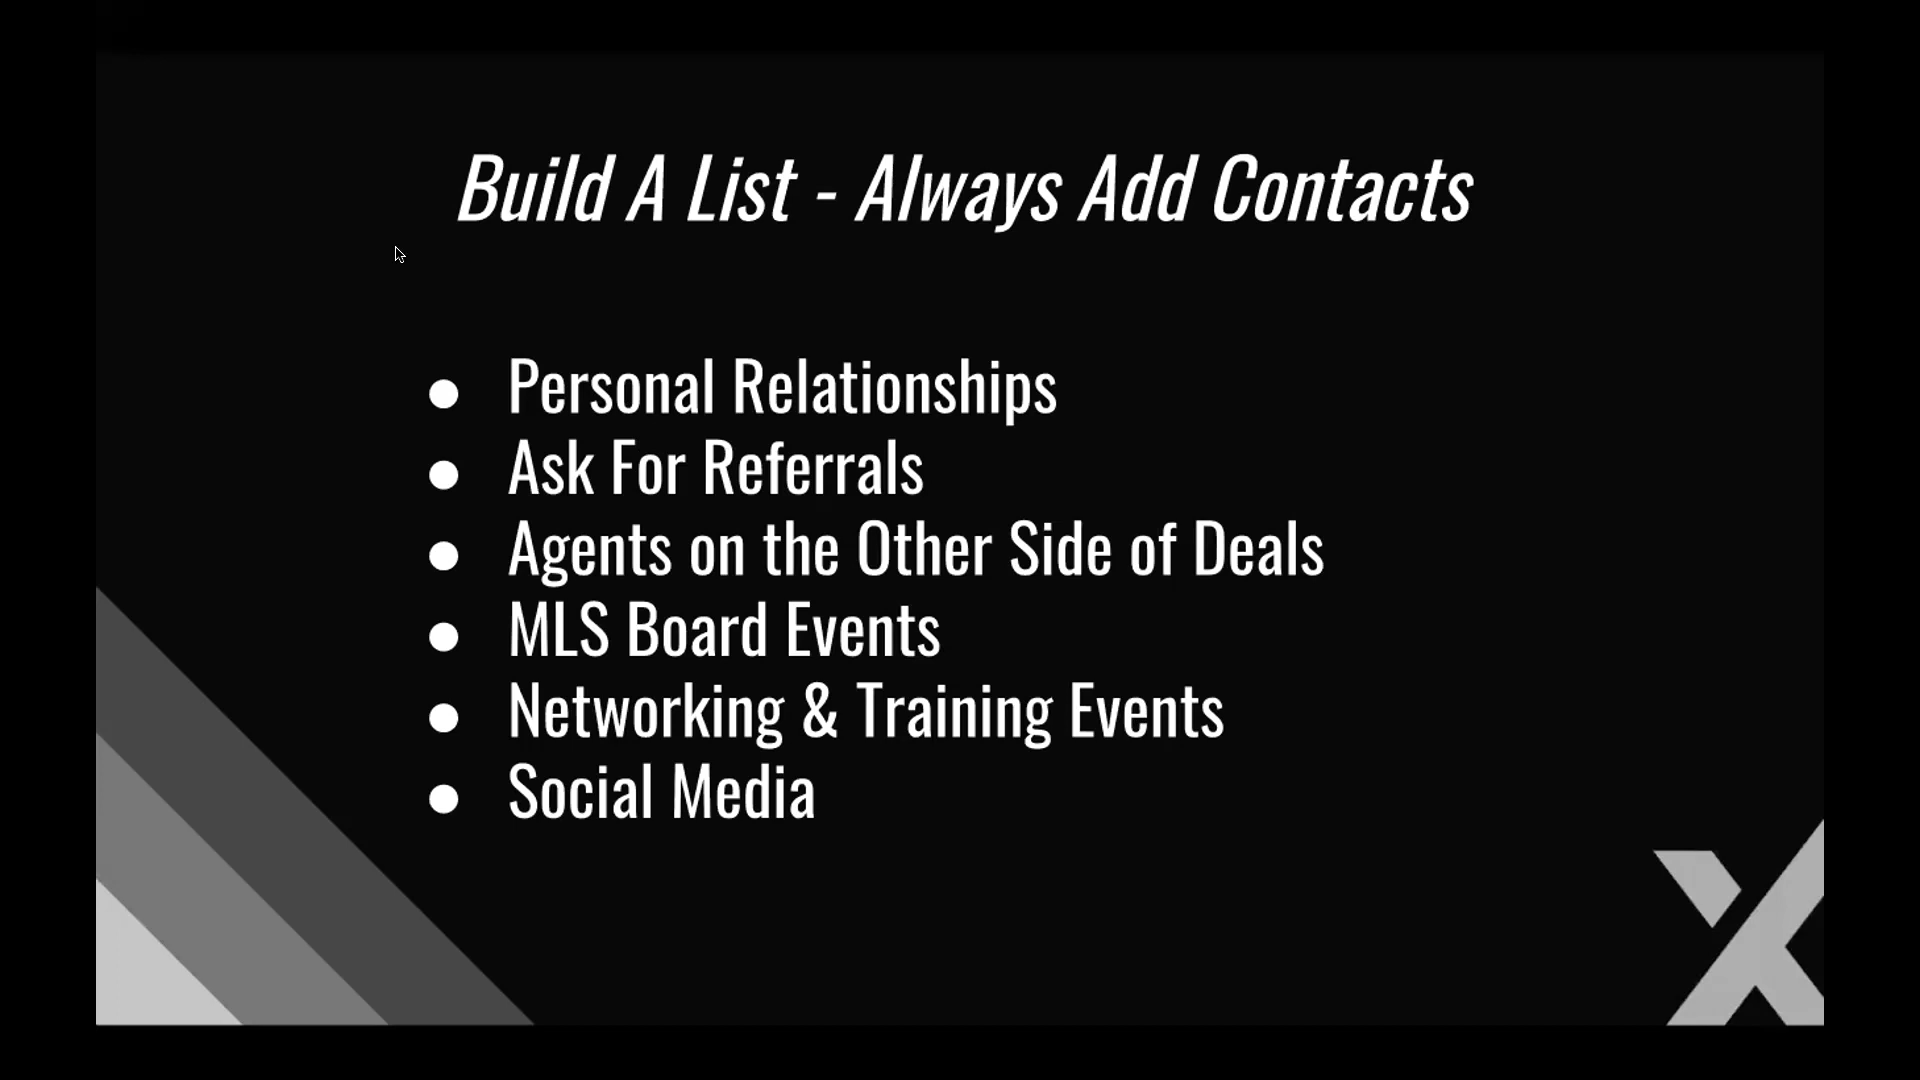 Build A List - Always Add Contacts
● Personal Relationships
● Ask For Referrals
● Agents on the Other Side of Deals
● MLS Board Events
● Networking & Training Events
● Social Media
X